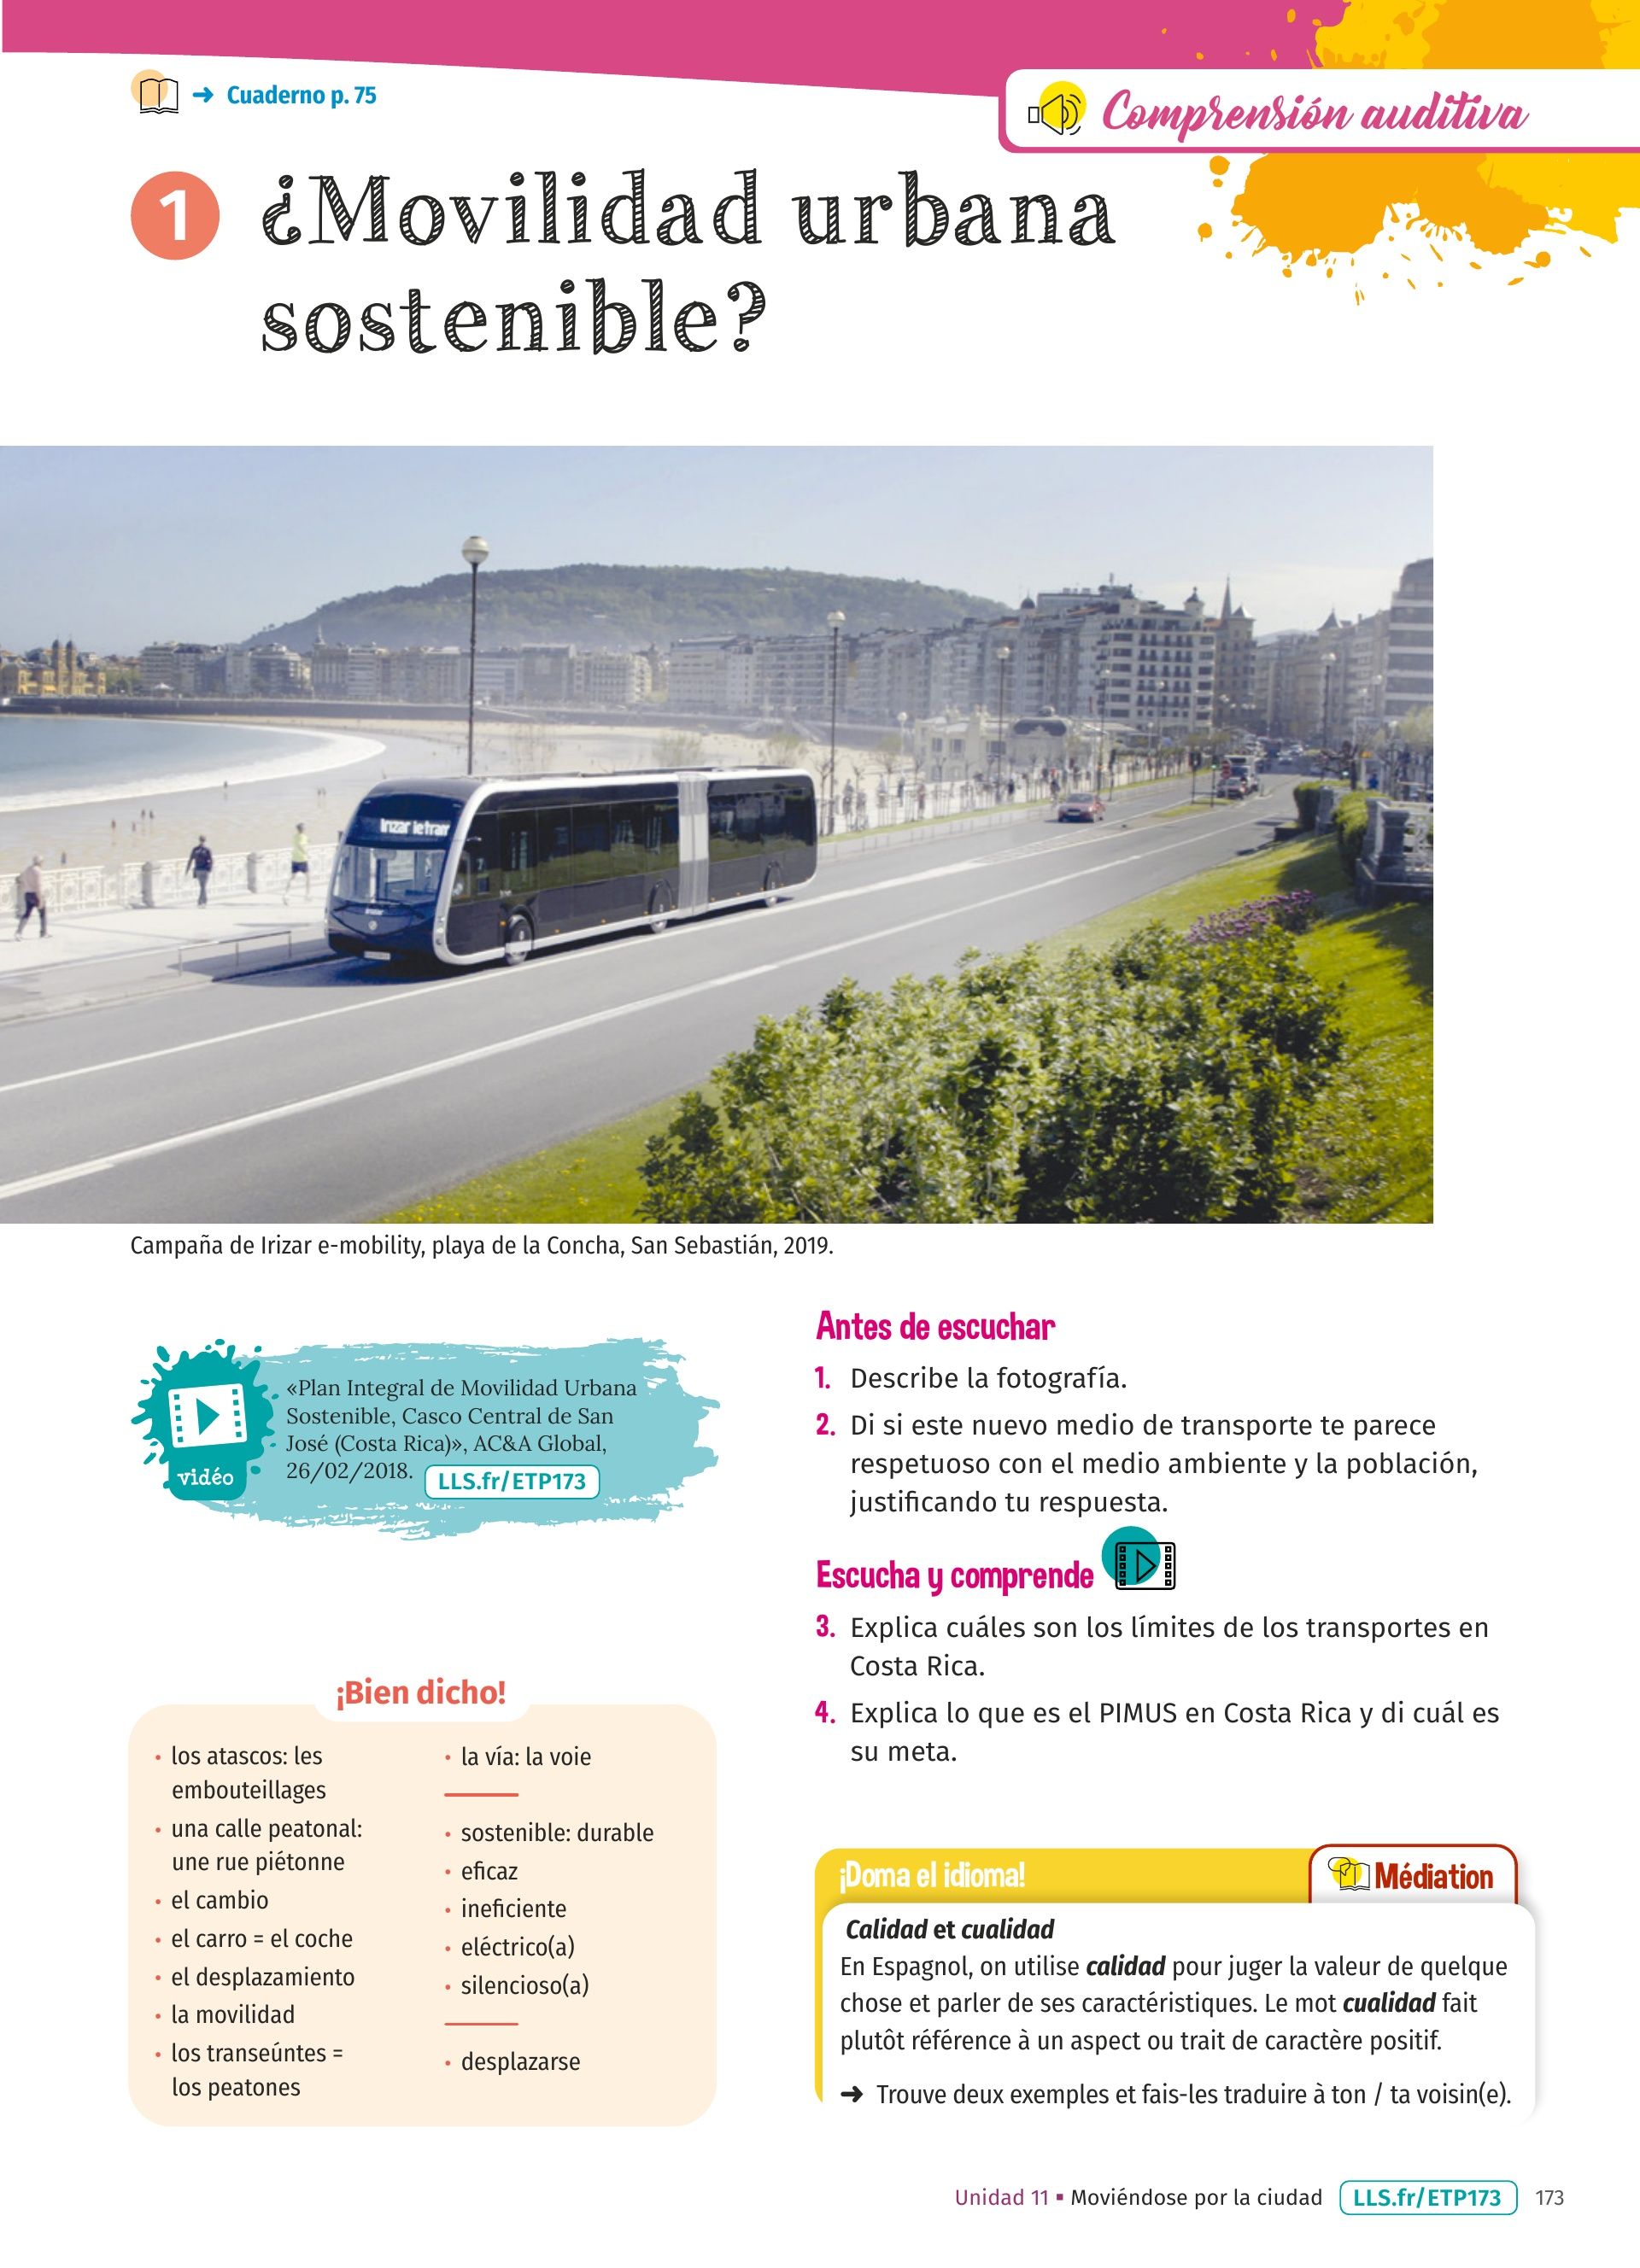 ➜ Cuaderno p. 75
Comprensión auditiva
1 ¿Movilidad urbana
sostenible?
Irizar ie tram
Campaña de Irizar e-mobility, playa de la Concha, San Sebastián, 2019.
vidéo
«Plan Integral de Movilidad Urbana
Sostenible, Casco Central de San
José (Costa Rica)», AC&A Global,
26/02/2018. LLS.fr/ETP173
¡Bien dicho!
• los atascos: les
embouteillages
• una calle peatonal:
une rue piétonne
• el cambio
• el carro = el coche
• el desplazamiento
• la movilidad
• los transeúntes =
los peatones
• la vía: la voie
• sostenible: durable
• eficaz
• ineficiente
• eléctrico(a)
• silencioso(a)
• desplazarse
Antes de escuchar
1. Describe la fotografía.
2. Di si este nuevo medio de transporte te parece
respetuoso con el medio ambiente y la población,
justificando tu respuesta.
Escucha y comprende
3. Explica cuáles son los límites de los transportes en
Costa Rica.
4. Explica lo que es el PIMUS en Costa Rica y di cuál es
su meta.
¡Doma el idioma!
Médiation
Calidad et cualidad
En Espagnol, on utilise calidad pour juger la valeur de quelque
chose et parler de ses caractéristiques. Le mot cualidad fait
plutôt référence à un aspect ou trait de caractère positif.
➜ Trouve deux exemples et fais-les traduire à ton / ta voisin(e).
Unidad 11 ▪ Moviéndose por la ciudad LLS.fr/ETP173 173